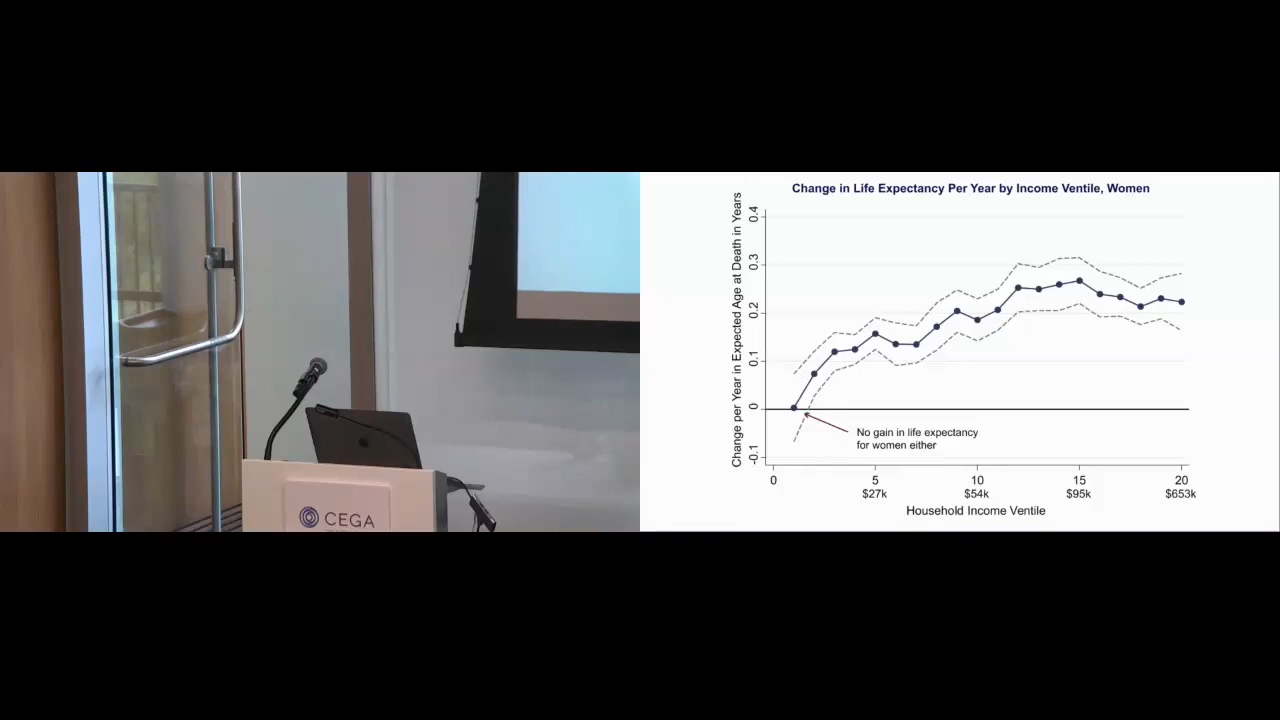 CEGA
Change in Life Expectancy Per Year by Income Ventile, Women
Change per Year in Expected Age at Death in Years
0.4
0.3
0.2
0.1
0
-0.1
No gain in life expectancy
for women either
0 5 10 15 20
$27k $54k $95k $653k
Household Income Ventile